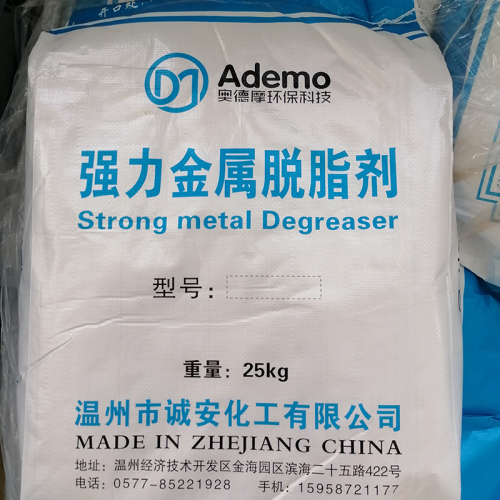 开口处
Ademo
奥德摩环保科技
强力金属脱脂剂
Strong metal Degreaser
型号：
重量：25kg
温州市诚安化工有限公司
MADE IN ZHEJIANG CHINA
地址：温州经济技术开发区金海园区滨海二十五路422号
电话：0577-85221928 手机：15958721177